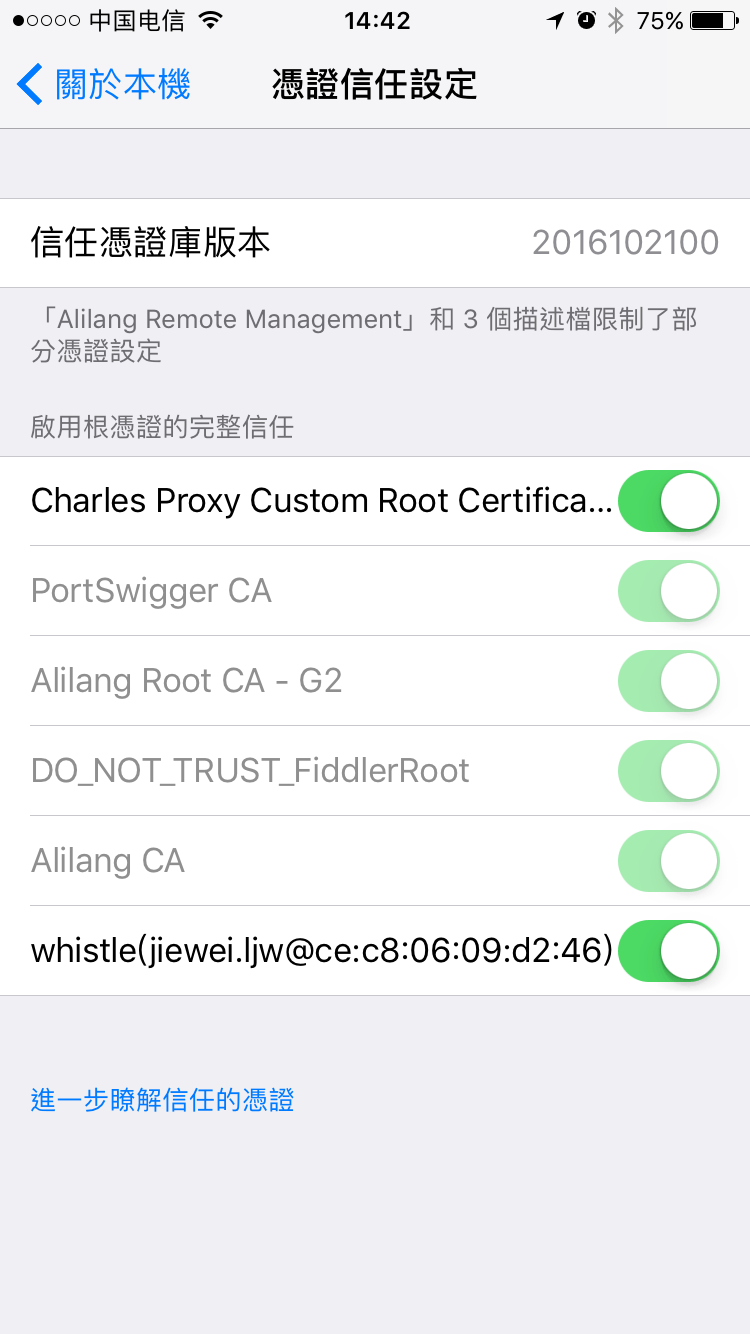 中国电信 14:42 75%
關於本機 憑證信任設定
信任憑證庫版本 2016102100
「Alilang Remote Management」和 3 個描述檔限制了部
分憑證設定
啟用根憑證的完整信任
Charles Proxy Custom Root Certifica...
PortSwigger CA
Alilang Root CA - G2
DO_NOT_TRUST_FiddlerRoot
Alilang CA
whistle(jiewei.ljw@ce:c8:06:09:d2:46)
進一步瞭解信任的憑證